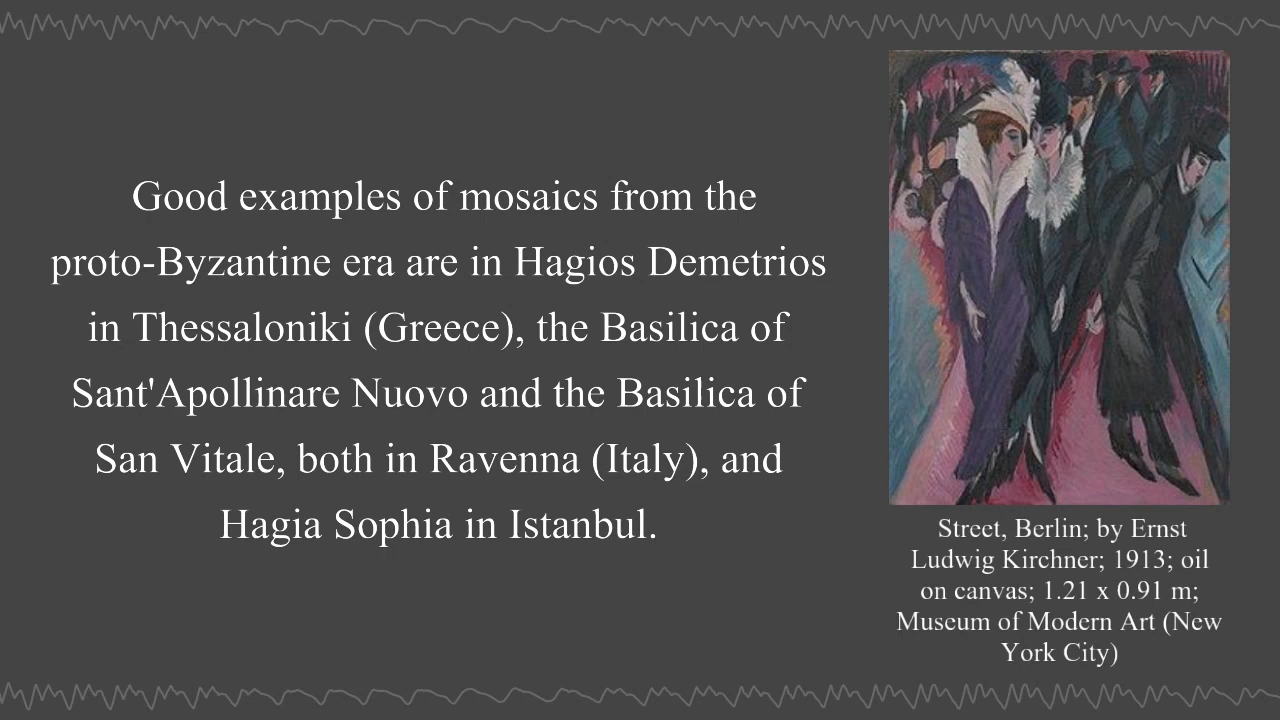 Good examples of mosaics from the
proto-Byzantine era are in Hagios Demetrios
in Thessaloniki (Greece), the Basilica of
Sant'Apollinare Nuovo and the Basilica of
San Vitale, both in Ravenna (Italy), and
Hagia Sophia in Istanbul.
Street, Berlin; by Ernst
Ludwig Kirchner; 1913; oil
on canvas; 1.21 x 0.91 m;
Museum of Modern Art (New
York City)